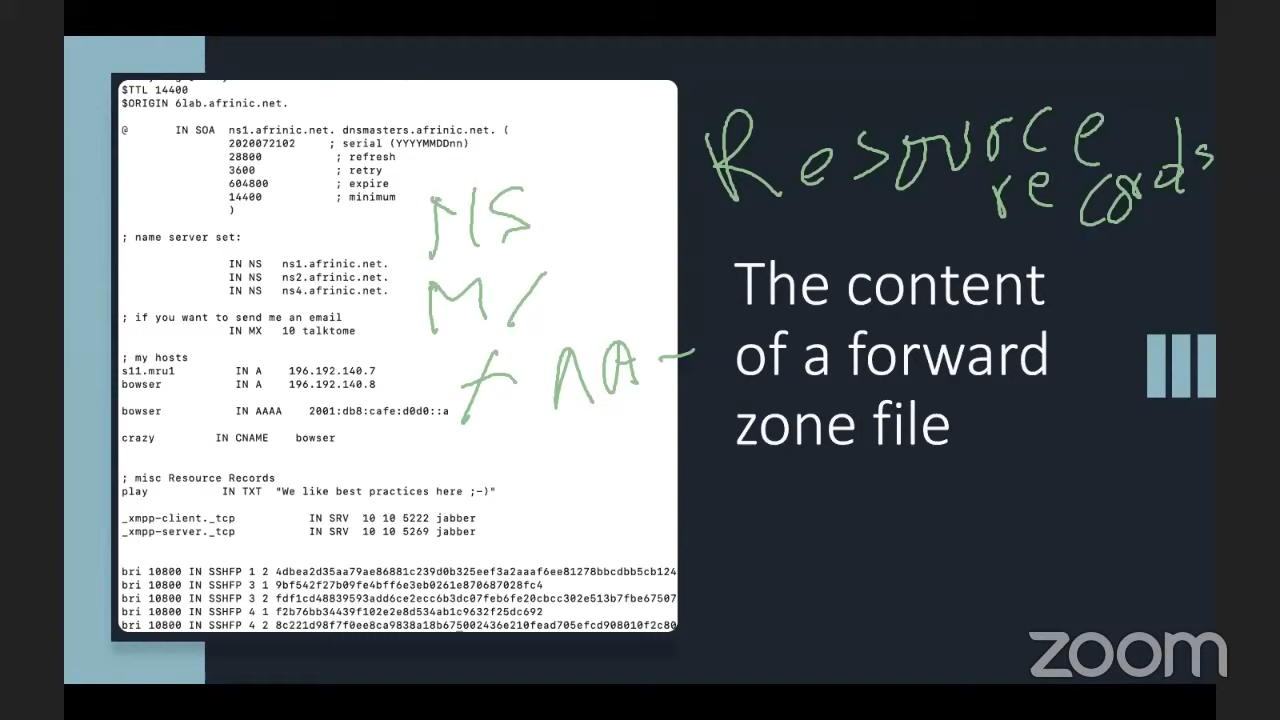 $TTL 14400
$ORIGIN 6lab.afrinic.net.
@ IN SOA ns1.afrinic.net. dnsmasters.afrinic.net. (
2020072102 ; serial (YYYYMMDDnn)
28800 ; refresh
3600 ; retry
604800 ; expire
14400 ; minimum
)
; name server set:
IN NS ns1.afrinic.net.
IN NS ns2.afrinic.net.
IN NS ns4.afrinic.net.
; if you want to send me an email
IN MX 10 talktome
; my hosts
s11.mru1 IN A 196.192.140.7
bowser IN A 196.192.140.8
bowser IN AAAA 2001:db8:cafe:d0d0::a
crazy IN CNAME bowser
; misc Resource Records
play IN TXT "We like best practices here ;-)"
_xmpp-client._tcp IN SRV 10 10 5222 jabber
_xmpp-server._tcp IN SRV 10 10 5269 jabber
bri 10800 IN SSHFP 1 2 4dbea2d35aa79ae86881c239d0b325eef3a2aaaf6ee81278bbcdbb5cb124
bri 10800 IN SSHFP 3 1 9bf542f27b09fe4bff6e3eb0261e870687028fc4
bri 10800 IN SSHFP 3 2 fdf1cd48839593add6ce2ecc6b3dc07feb6fe20cbcc302e513b7fbe67507
bri 10800 IN SSHFP 4 1 f2b76bb34439f102e2e8d534ab1c9632f25dc692
bri 10800 IN SSHFP 4 2 8c221d98f7f0ee8ca9838a18b675002436e210fead705efcd908010f2c80
NS
Resource
records
The content
of a forward
zone file
zoom